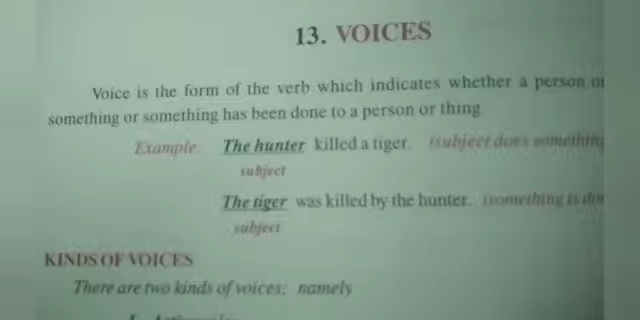 13. VOICES
Voice is the form of the verb which indicates whether a person or
something or something has been done to a person or thing
Example. The hunter killed a tiger. (subject does something
subject
The tiger was killed by the hunter. (something is don
subject
KINDS OF VOICES
There are two kinds of voices; namely